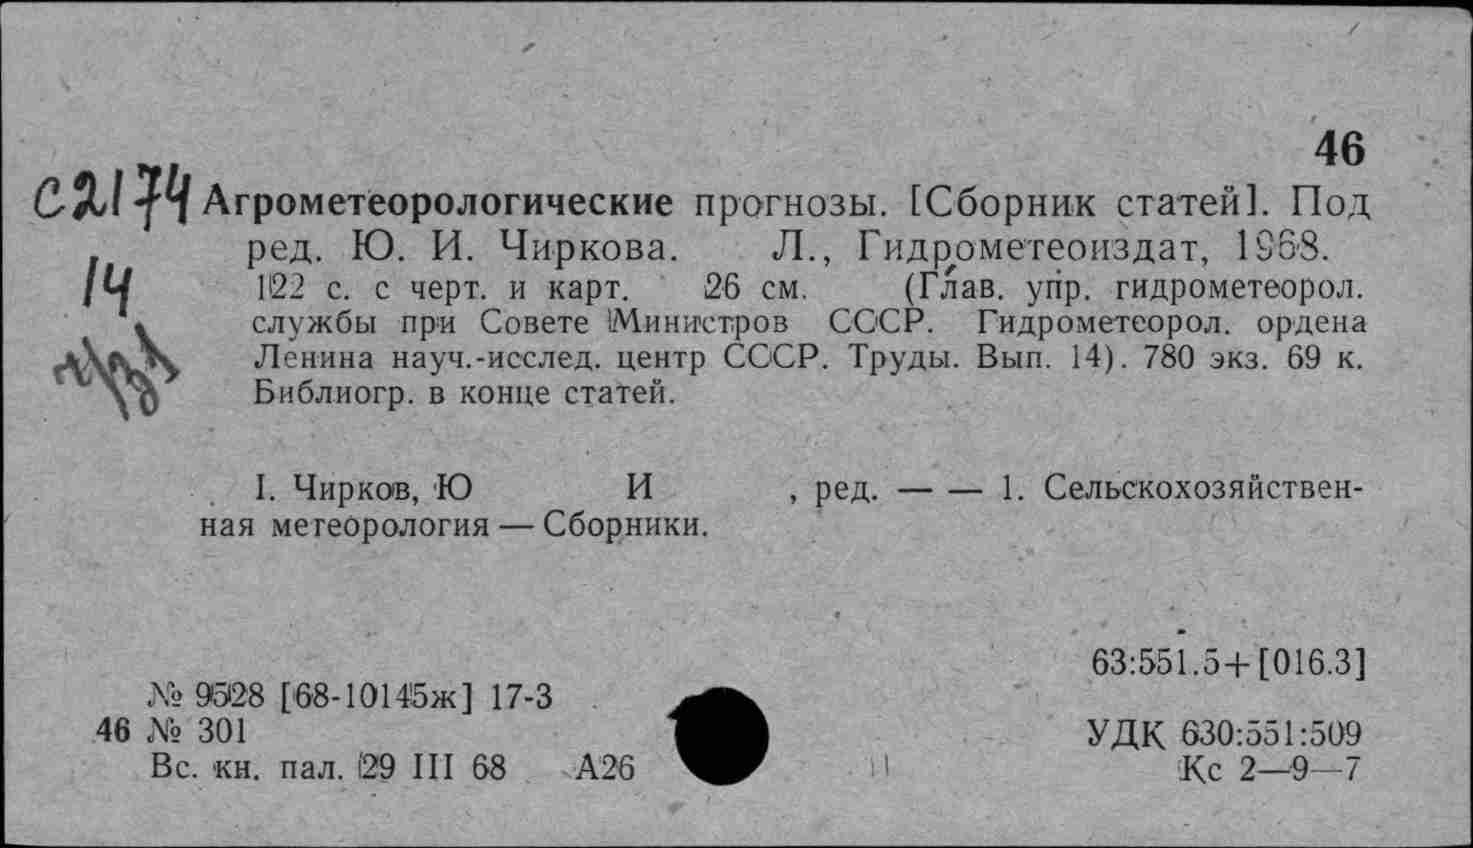 46
С2174 Агрометеорологические прогнозы. [Сборник статей]. Под
ред. Ю. И. Чиркова. Л., Гидрометеоиздат, 1968.
14
122 с. с черт. и карт. 26 см. (Глав. упр. гидрометеорол.
службы при Совете Министров СССР. Гидрометеорол. ордена
Ленина науч.-исслед. центр СССР. Труды. Вып. 14). 780 экз. 69 к.
Библиогр. в конце статей.
I. Чирков, Ю И , ред. — — 1. Сельскохозяйствен-
ная метеорология — Сборники.
63:551.5+[016.3]
№ 9528 [68-10145ж] 17-3
46 № 301
УДК 630:551:509
Вс. кн. пал. 29 III 68 А26
Кс 2—9—7